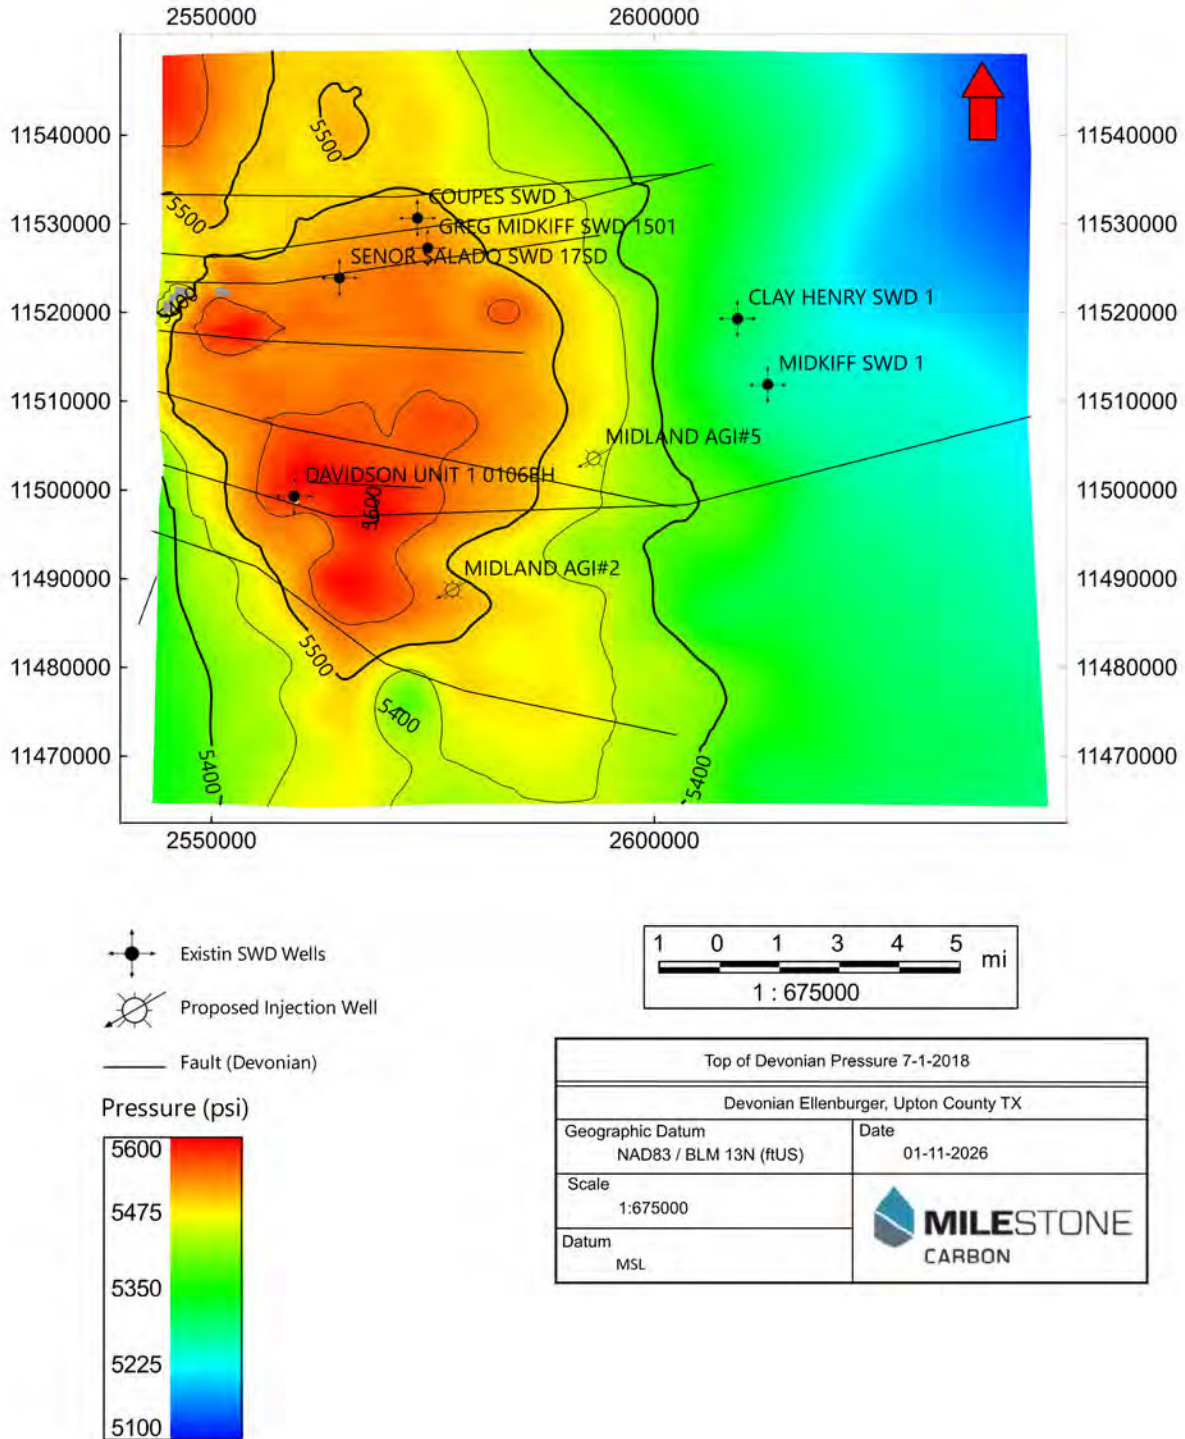 2550000 2600000
11540000 11540000
5500
5500
COUPES SWD 1
11530000 11530000
GREG MIDKIFF SWD 1501
SENOR SALADO SWD 17SD
5400
CLAY HENRY SWD 1
11520000 11520000
MIDKIFF SWD 1
11510000 11510000
MIDLAND AGI#5
DAVIDSON UNIT 1 0106BH
11500000 11500000
5600
MIDLAND AGI#2
11490000 11490000
5500
11480000 11480000
5400
11470000 11470000
5400
5400
2550000 2600000
Existin SWD Wells
Proposed Injection Well
Fault (Devonian)
Pressure (psi)
5600
5475
5350
5225
5100
1 0 1 3 4 5 mi
1 : 675000
Top of Devonian Pressure 7-1-2018
Devonian Ellenburger, Upton County TX
Geographic Datum
NAD83 / BLM 13N (ftUS)
Date
01-11-2026
Scale
1:675000
Datum
MSL
MILESTONE
CARBON